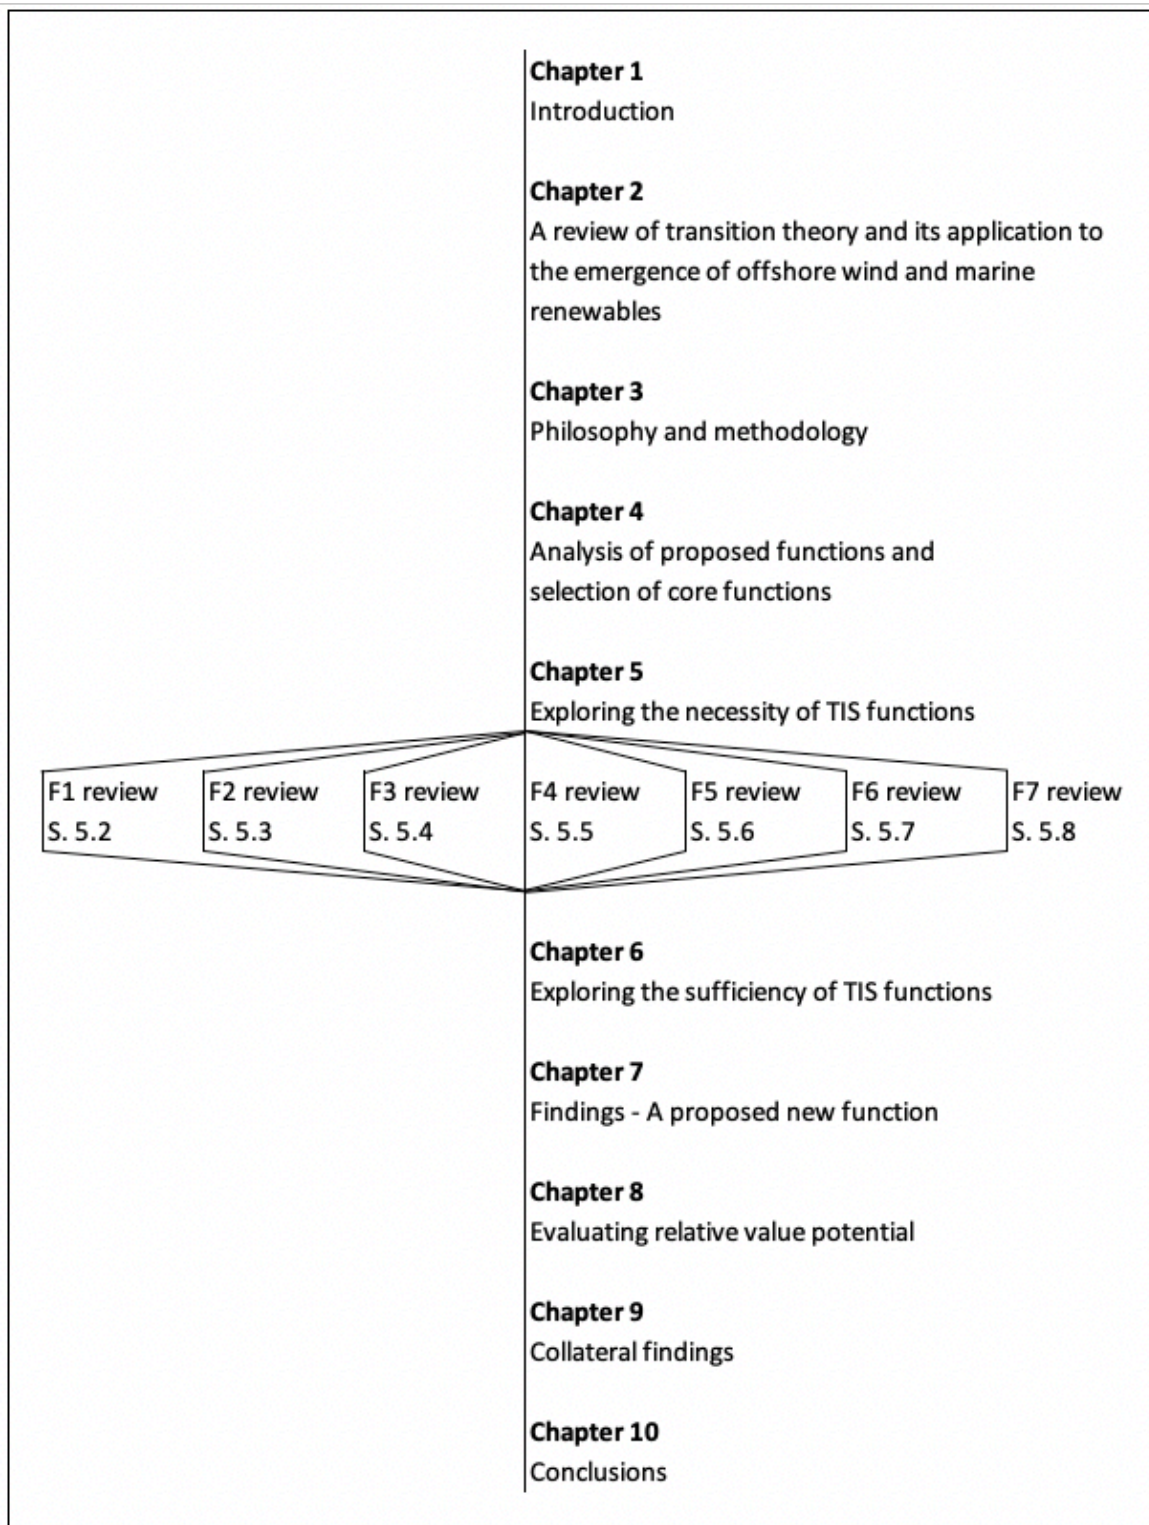 Chapter 1
Introduction
Chapter 2
A review of transition theory and its application to
the emergence of offshore wind and marine
renewables
Chapter 3
Philosophy and methodology
Chapter 4
Analysis of proposed functions and
selection of core functions
Chapter 5
Exploring the necessity of TIS functions
F1 review F2 review F3 review F4 review F5 review F6 review F7 review
S. 5.2 S. 5.3 S. 5.4 S. 5.5 S. 5.6 S. 5.7 S. 5.8
Chapter 6
Exploring the sufficiency of TIS functions
Chapter 7
Findings - A proposed new function
Chapter 8
Evaluating relative value potential
Chapter 9
Collateral findings
Chapter 10
Conclusions